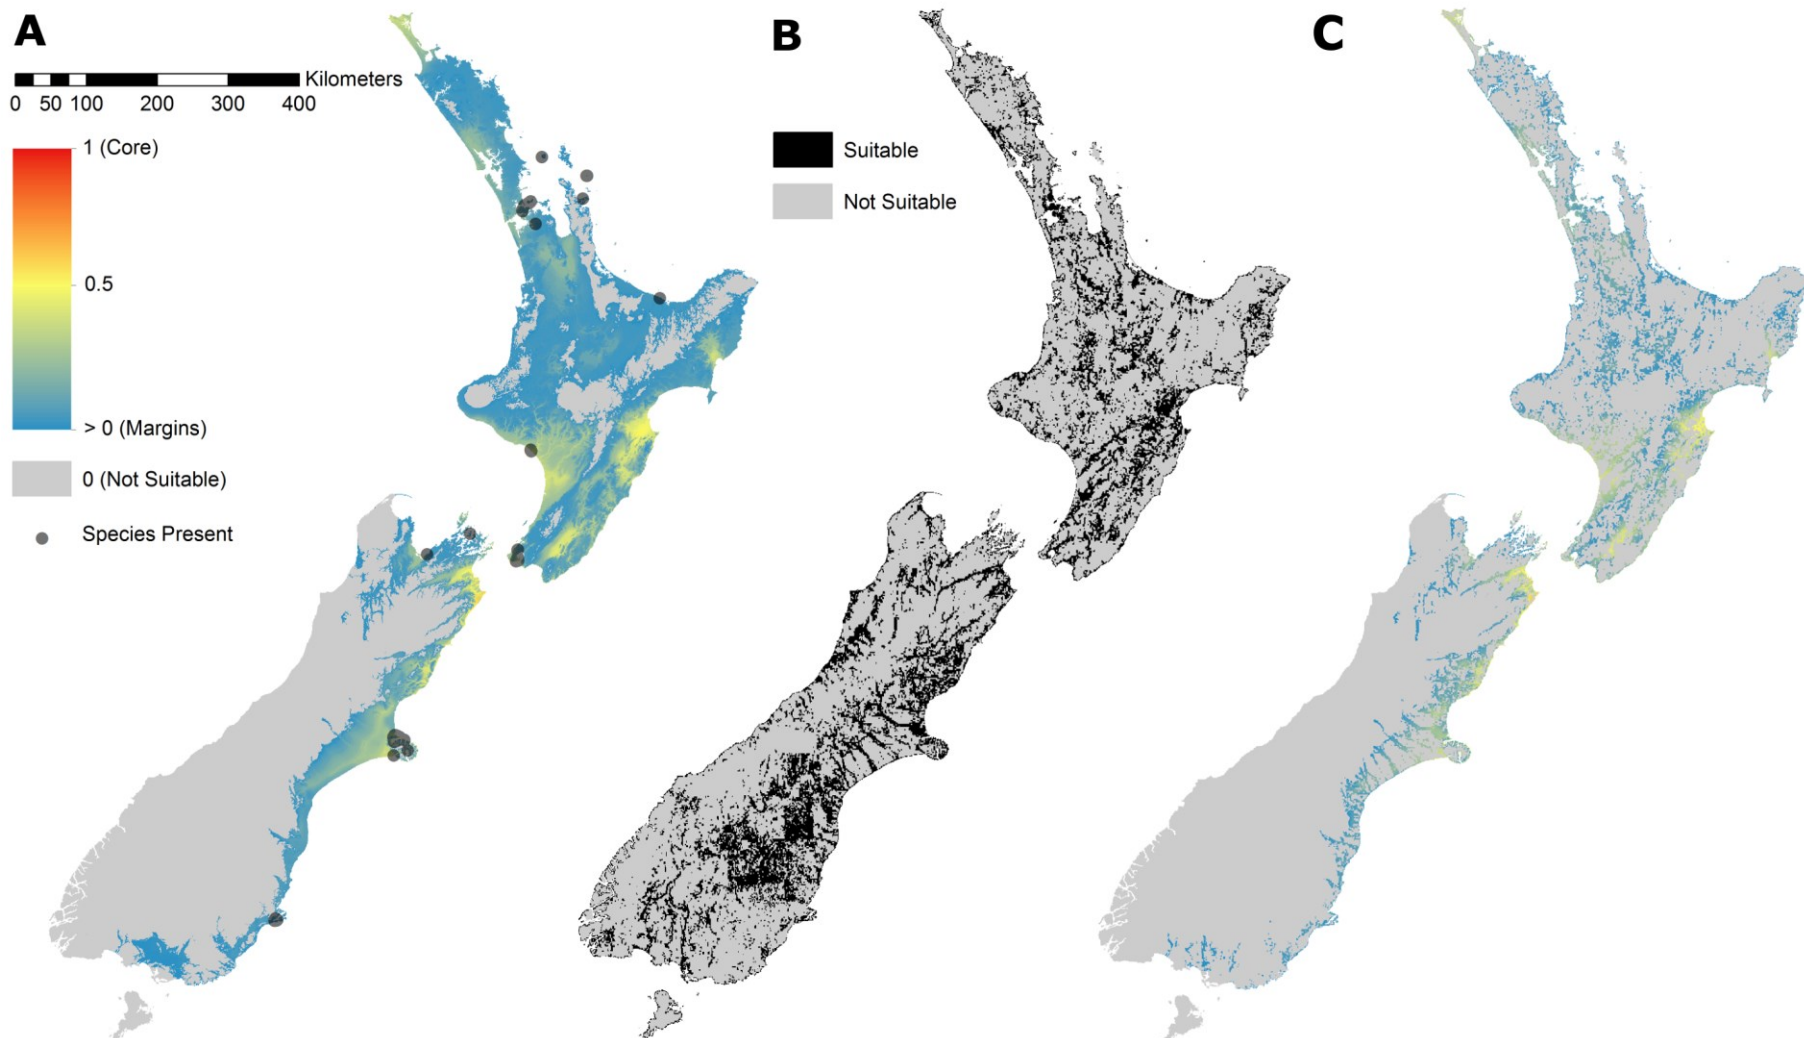 A
B
C
Kilometers
0 50 100 200 300 400
1 (Core)
0.5
> 0 (Margins)
0 (Not Suitable)
Species Present
Suitable
Not Suitable